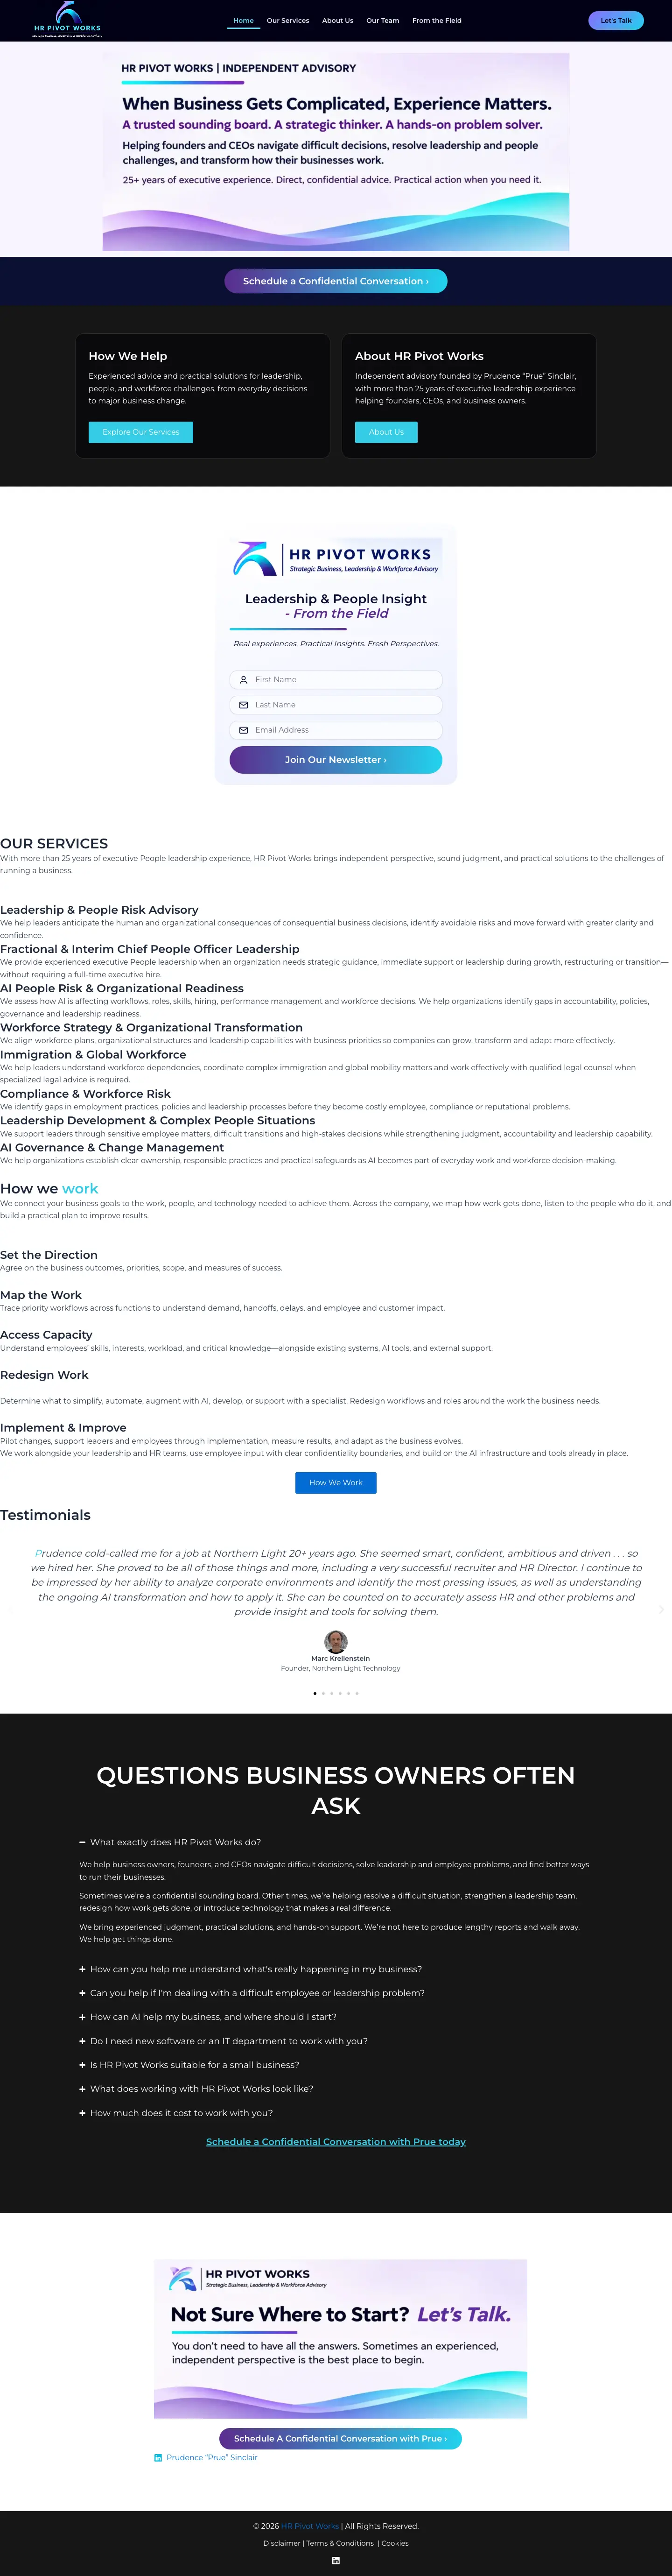 HR PIVOT WORKS
Strategic Business, Leadership & Workforce Advisory
Home
Our Services
About Us
Our Team
From the Field
Let's Talk
HR PIVOT WORKS | INDEPENDENT ADVISORY
When Business Gets Complicated, Experience Matters.
A trusted sounding board. A strategic thinker. A hands-on problem solver.
Helping founders and CEOs navigate difficult decisions, resolve leadership and people
challenges, and transform how their businesses work.
25+ years of executive experience. Direct, confidential advice. Practical action when you need it.
Schedule a Confidential Conversation ›
How We Help
Experienced advice and practical solutions for leadership,
people, and workforce challenges, from everyday decisions
to major business change.
Explore Our Services
About HR Pivot Works
Independent advisory founded by Prudence “Prue” Sinclair,
with more than 25 years of executive leadership experience
helping founders, CEOs, and business owners.
About Us
HR PIVOT WORKS
Strategic Business, Leadership & Workforce Advisory
Leadership & People Insight
- From the Field
Real experiences. Practical Insights. Fresh Perspectives.
First Name
Last Name
Email Address
Join Our Newsletter ›
OUR SERVICES
With more than 25 years of executive People leadership experience, HR Pivot Works brings independent perspective, sound judgment, and practical solutions to the challenges of
running a business.
Leadership & People Risk Advisory
We help leaders anticipate the human and organizational consequences of consequential business decisions, identify avoidable risks and move forward with greater clarity and
confidence.
Fractional & Interim Chief People Officer Leadership
We provide experienced executive People leadership when an organization needs strategic guidance, immediate support or leadership during growth, restructuring or transition—
without requiring a full-time executive hire.
AI People Risk & Organizational Readiness
We assess how AI is affecting workflows, roles, skills, hiring, performance management and workforce decisions. We help organizations identify gaps in accountability, policies,
governance and leadership readiness.
Workforce Strategy & Organizational Transformation
We align workforce plans, organizational structures and leadership capabilities with business priorities so companies can grow, transform and adapt more effectively.
Immigration & Global Workforce
We help leaders understand workforce dependencies, coordinate complex immigration and global mobility matters and work effectively with qualified legal counsel when
specialized legal advice is required.
Compliance & Workforce Risk
We identify gaps in employment practices, policies and leadership processes before they become costly employee, compliance or reputational problems.
Leadership Development & Complex People Situations
We support leaders through sensitive employee matters, difficult transitions and high-stakes decisions while strengthening judgment, accountability and leadership capability.
AI Governance & Change Management
We help organizations establish clear ownership, responsible practices and practical safeguards as AI becomes part of everyday work and workforce decision-making.
How we work
We connect your business goals to the work, people, and technology needed to achieve them. Across the company, we map how work gets done, listen to the people who do it, and
build a practical plan to improve results.
Set the Direction
Agree on the business outcomes, priorities, scope, and measures of success.
Map the Work
Trace priority workflows across functions to understand demand, handoffs, delays, and employee and customer impact.
Access Capacity
Understand employees’ skills, interests, workload, and critical knowledge—alongside existing systems, AI tools, and external support.
Redesign Work
Determine what to simplify, automate, augment with AI, develop, or support with a specialist. Redesign workflows and roles around the work the business needs.
Implement & Improve
Pilot changes, support leaders and employees through implementation, measure results, and adapt as the business evolves.
We work alongside your leadership and HR teams, use employee input with clear confidentiality boundaries, and build on the AI infrastructure and tools already in place.
How We Work
Testimonials
Prudence cold-called me for a job at Northern Light 20+ years ago. She seemed smart, confident, ambitious and driven . . . so
we hired her. She proved to be all of those things and more, including a very successful recruiter and HR Director. I continue to
be impressed by her ability to analyze corporate environments and identify the most pressing issues, as well as understanding
the ongoing AI transformation and how to apply it. She can be counted on to accurately assess HR and other problems and
provide insight and tools for solving them.
Marc Krellenstein
Founder, Northern Light Technology
QUESTIONS BUSINESS OWNERS OFTEN
ASK
What exactly does HR Pivot Works do?
We help business owners, founders, and CEOs navigate difficult decisions, solve leadership and employee problems, and find better ways
to run their businesses.
Sometimes we’re a confidential sounding board. Other times, we’re helping resolve a difficult situation, strengthen a leadership team,
redesign how work gets done, or introduce technology that makes a real difference.
We bring experienced judgment, practical solutions, and hands-on support. We’re not here to produce lengthy reports and walk away.
We help get things done.
How can you help me understand what's really happening in my business?
Can you help if I'm dealing with a difficult employee or leadership problem?
How can AI help my business, and where should I start?
Do I need new software or an IT department to work with you?
Is HR Pivot Works suitable for a small business?
What does working with HR Pivot Works look like?
How much does it cost to work with you?
Schedule a Confidential Conversation with Prue today
HR PIVOT WORKS
Strategic Business, Leadership & Workforce Advisory
Not Sure Where to Start? Let’s Talk.
You don’t need to have all the answers. Sometimes an experienced,
independent perspective is the best place to begin.
Schedule A Confidential Conversation with Prue ›
Prudence “Prue” Sinclair
© 2026 HR Pivot Works | All Rights Reserved.
Disclaimer | Terms & Conditions | Cookies